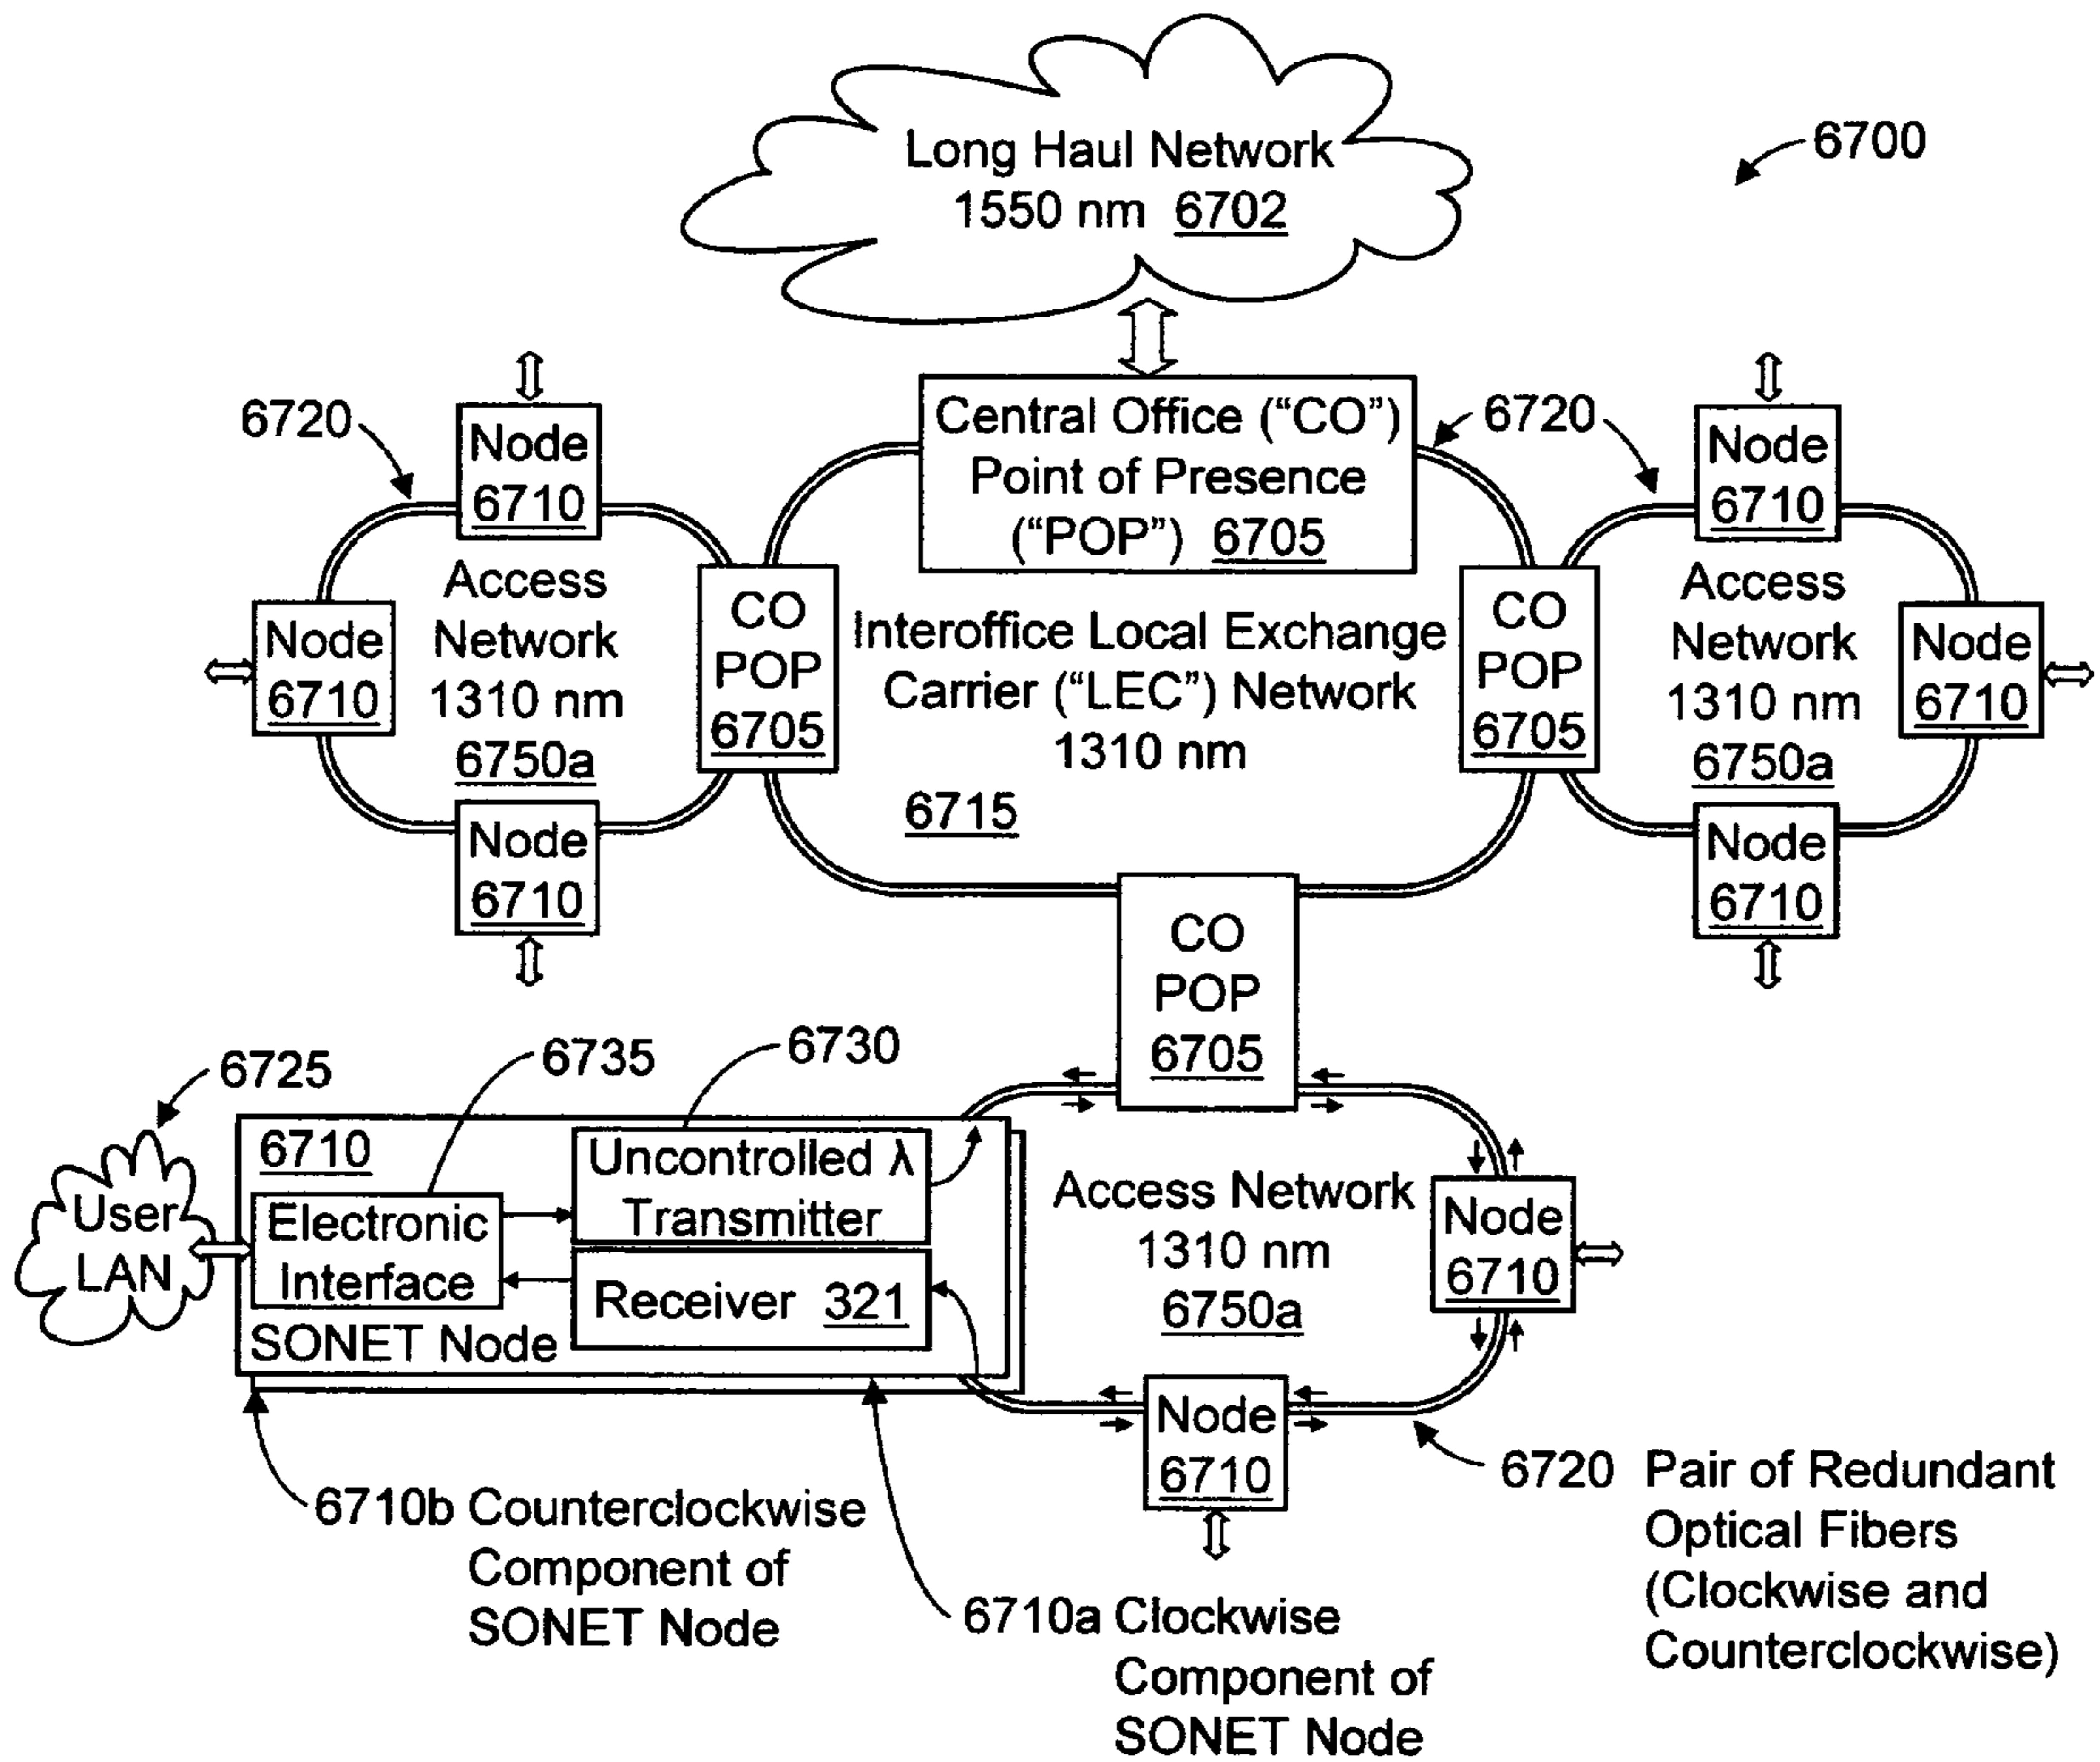 Long Haul Network
1550 nm 6702
6700
Central Office (“CO”)
Point of Presence
(“POP”) 6705
6720
6720
Node
6710
Node
6710
Access
Network
1310 nm
6750a
Node
6710
Node
6710
CO
POP
6705
Interoffice Local Exchange
Carrier (“LEC”) Network
1310 nm
6715
CO
POP
6705
Access
Network
1310 nm
6750a
Node
6710
Node
6710
CO
POP
6705
6725
6735
6730
User
LAN
6710
Electronic
Interface
Uncontrolled λ
Transmitter
Receiver 321
SONET Node
Access Network
1310 nm
6750a
Node
6710
Node
6710
6710b Counterclockwise
Component of
SONET Node
6710a Clockwise
Component of
SONET Node
6720 Pair of Redundant
Optical Fibers
(Clockwise and
Counterclockwise)